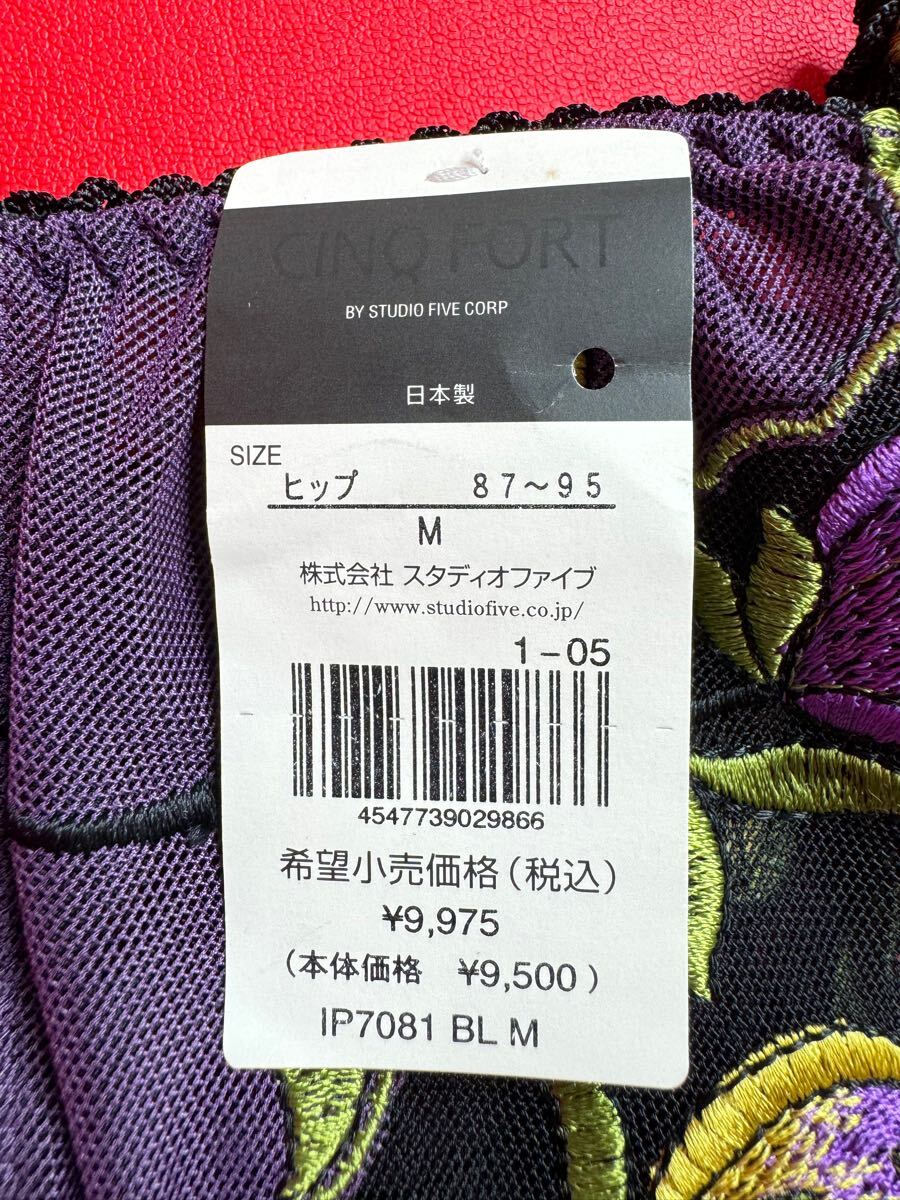 CINQ FORT
BY STUDIO FIVE CORP
日本製
SIZE
ヒップ 87～95
M
株式会社 スタディオファイブ
http://www.studiofive.co.jp/
1-05
4547739029866
希望小売価格(税込)
¥9,975
(本体価格 ¥9,500)
IP7081 BL M